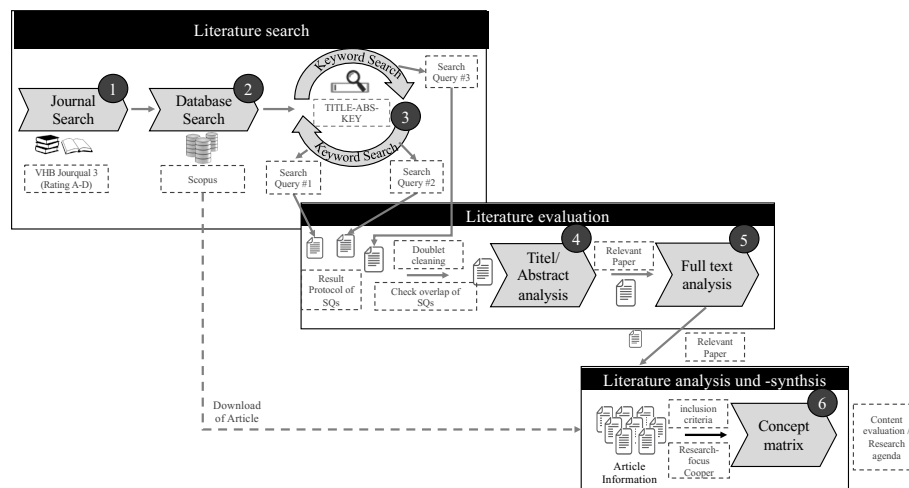 Literature search
Journal
Search
1
Database
Search
2
Keyword Search
TITLE-ABS-
KEY
3
Keyword Search
Search
Query #3
VHB Jourqual 3
(Rating A-D)
Scopus
Search
Query #1
Search
Query #2
Literature evaluation
Result
Protocol of
SQs
Doublet
cleaning
Check overlap of
SQs
Titel/
Abstract
analysis
4
Relevant
Paper
Full text
analysis
5
Relevant
Paper
Download
of Article
Literature analysis und -synthsis
Article
Information
inclusion
criteria
Research-
focus
Cooper
Concept
matrix
6
Content
evaluation /
Research
agenda